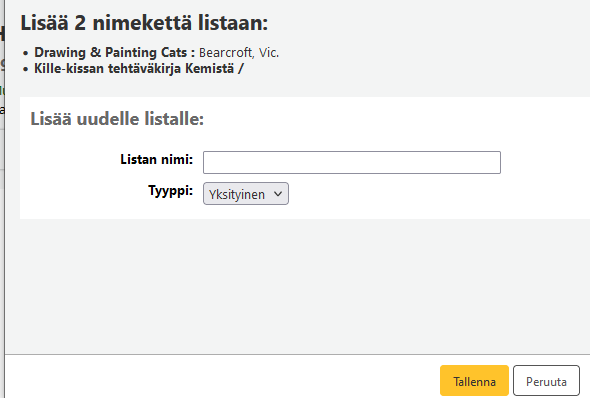 Lisää 2 nimekettä listaan:
• Drawing & Painting Cats : Bearcroft, Vic.
• Kille-kissan tehtäväkirja Kemistä /
Lisää uudelle listalle:
Listan nimi:
Tyyppi: Yksityinen
Tallenna Peruuta